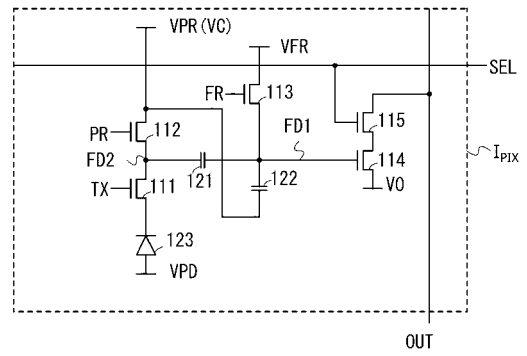 VPR(VC)
VFR
SEL
FR
113
FD1
115
PR
112
FD2
121
122
114
I_PIX
TX
111
VO
123
VPD
OUT